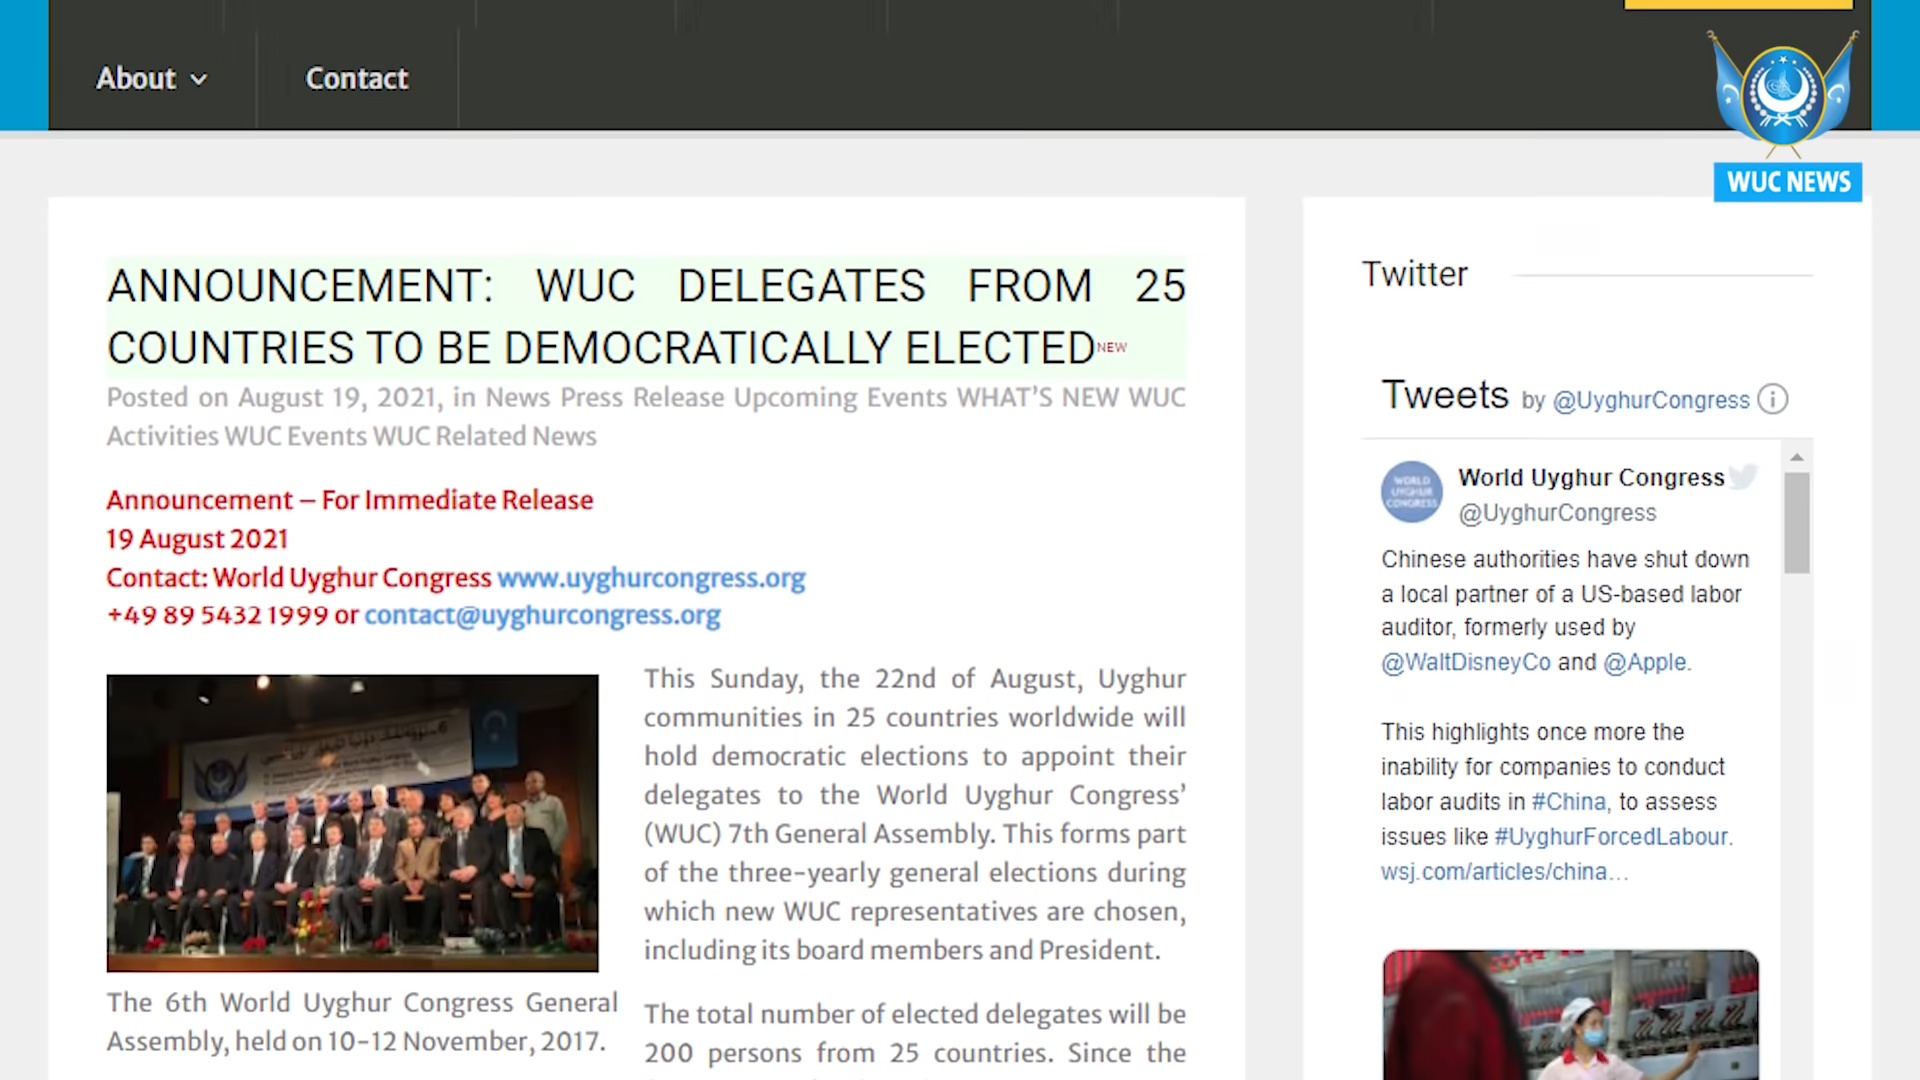 About
Contact
WUC NEWS
ANNOUNCEMENT: WUC DELEGATES FROM 25
COUNTRIES TO BE DEMOCRATICALLY ELECTED NEW
Posted on August 19, 2021, in News Press Release Upcoming Events WHAT'S NEW WUC
Activities WUC Events WUC Related News
Announcement – For Immediate Release
19 August 2021
Contact: World Uyghur Congress www.uyghurcongress.org
+49 89 5432 1999 or contact@uyghurcongress.org
This Sunday, the 22nd of August, Uyghur
communities in 25 countries worldwide will
hold democratic elections to appoint their
delegates to the World Uyghur Congress'
(WUC) 7th General Assembly. This forms part
of the three-yearly general elections during
which new WUC representatives are chosen,
including its board members and President.
The total number of elected delegates will be
200 persons from 25 countries. Since the
The 6th World Uyghur Congress General
Assembly, held on 10-12 November, 2017.
Twitter
Tweets by @UyghurCongress
WORLD
UYGHUR
CONGRESS
World Uyghur Congress
@UyghurCongress
Chinese authorities have shut down
a local partner of a US-based labor
auditor, formerly used by
@WaltDisneyCo and @Apple.
This highlights once more the
inability for companies to conduct
labor audits in #China, to assess
issues like #UyghurForcedLabour.
wsj.com/articles/china…